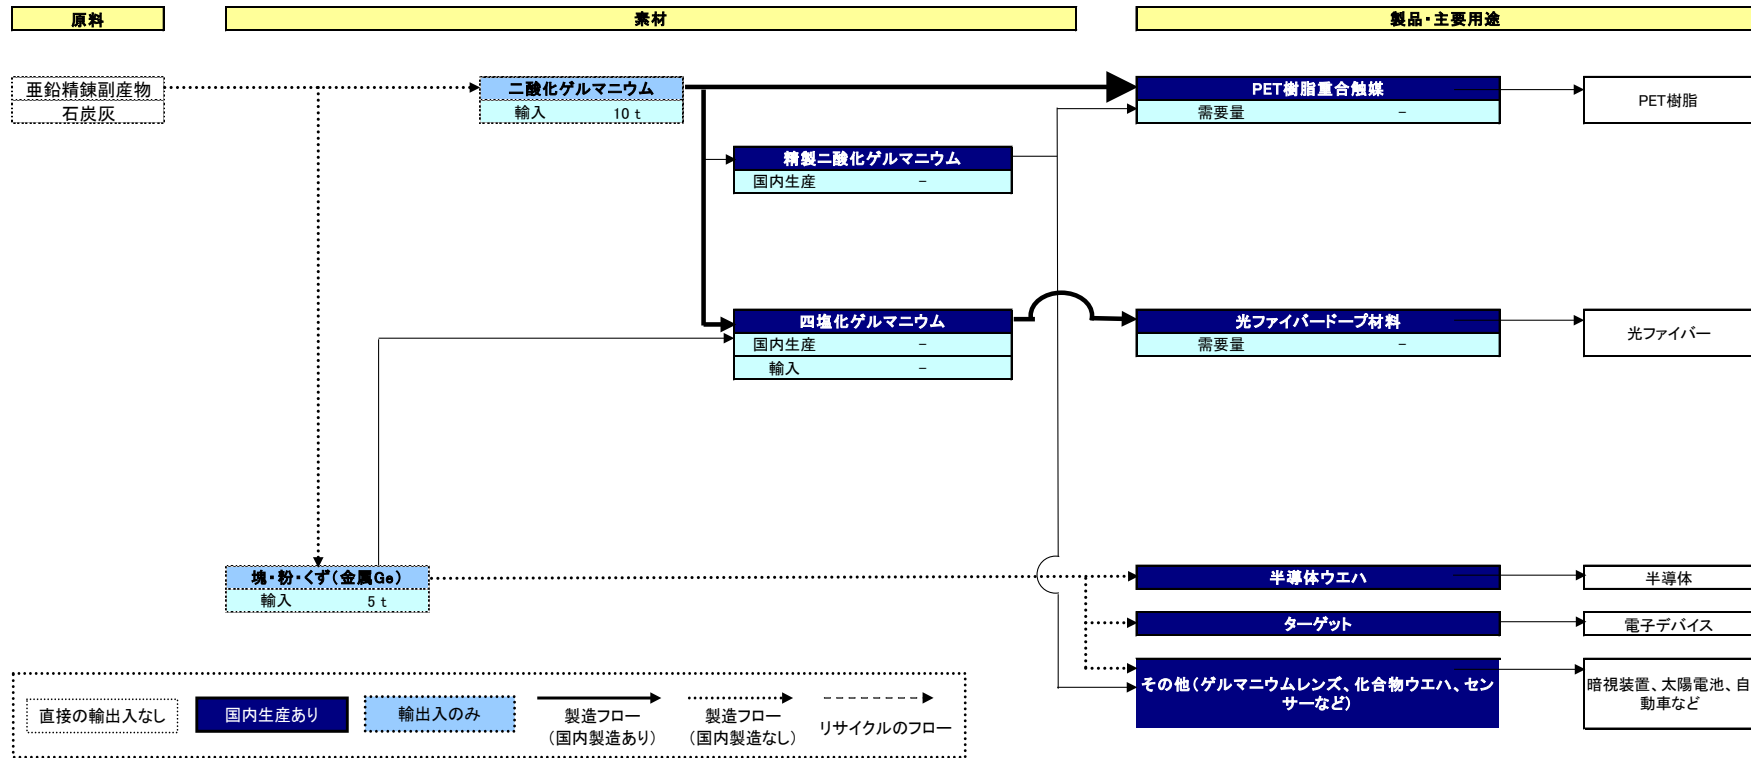 原料
素材
製品・主要用途
亜鉛精錬副産物
石炭灰
二酸化ゲルマニウム
輸入 10 t
PET樹脂重合触媒
需要量 -
PET樹脂
精製二酸化ゲルマニウム
国内生産 -
四塩化ゲルマニウム
国内生産 -
輸入 -
光ファイバードープ材料
需要量 -
光ファイバー
塊・粉・くず(金属Ge)
輸入 5 t
半導体ウエハ
半導体
ターゲット
電子デバイス
その他(ゲルマニウムレンズ、化合物ウエハ、セン
サーなど)
暗視装置、太陽電池、自
動車など
直接の輸出入なし
国内生産あり
輸出入のみ
製造フロー
(国内製造あり)
製造フロー
(国内製造なし)
リサイクルのフロー